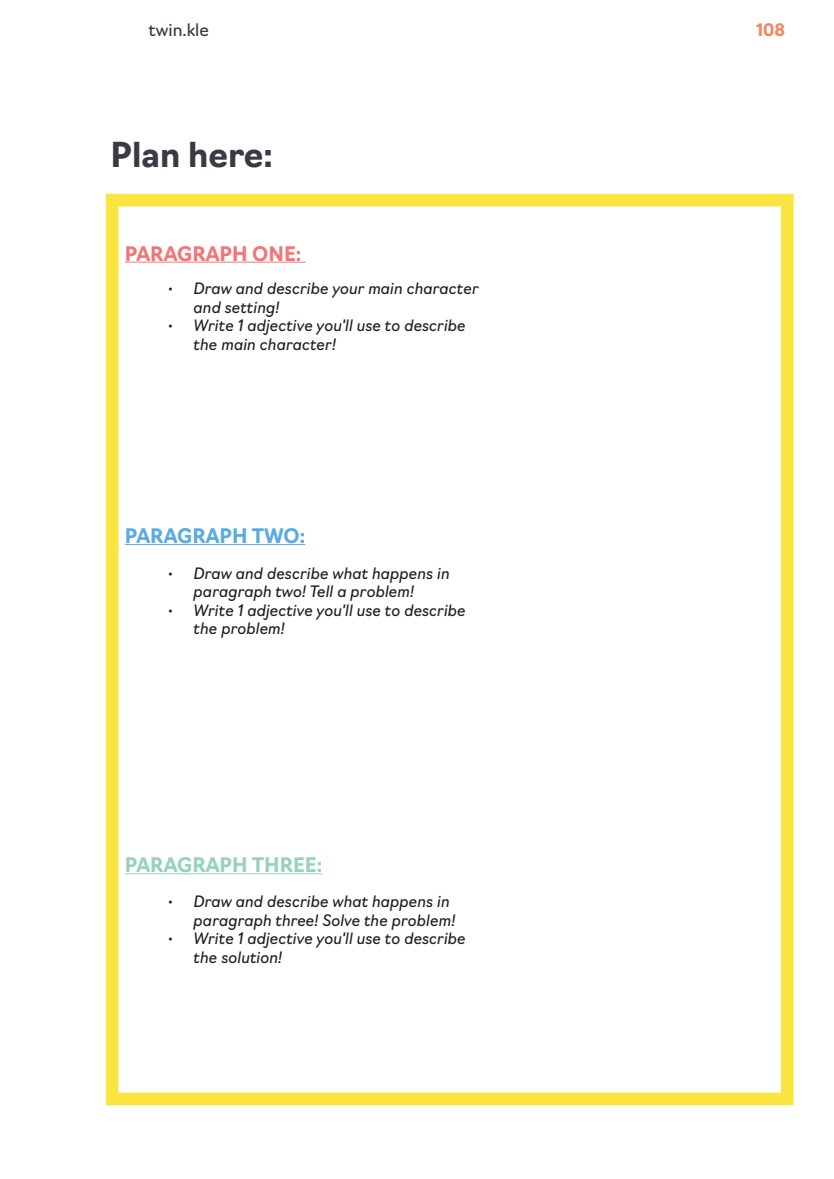 twin.kle
108
Plan here:
PARAGRAPH ONE:
• Draw and describe your main character
and setting!
• Write 1 adjective you'll use to describe
the main character!
PARAGRAPH TWO:
• Draw and describe what happens in
paragraph two! Tell a problem!
• Write 1 adjective you'll use to describe
the problem!
PARAGRAPH THREE:
• Draw and describe what happens in
paragraph three! Solve the problem!
• Write 1 adjective you'll use to describe
the solution!